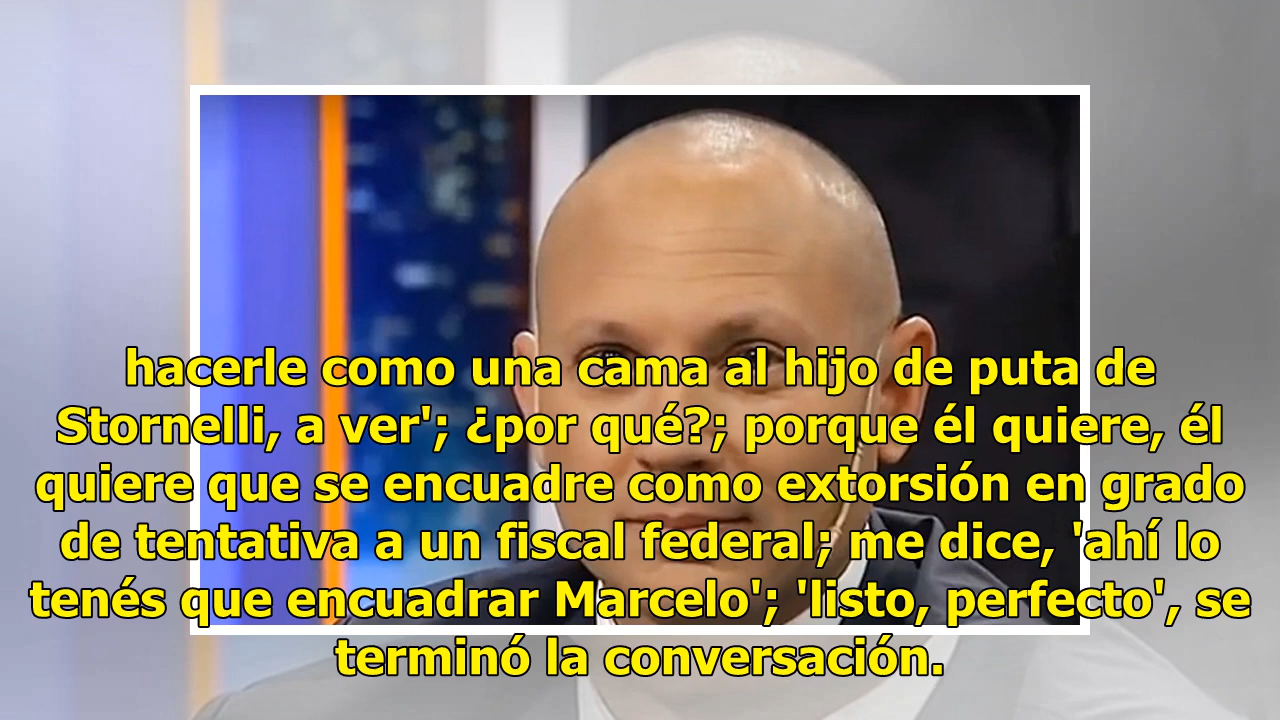 hacerle como una cama al hijo de puta de
Stornelli, a ver'; ¿por qué?; porque él quiere, él
quiere que se encuadre como extorsión en grado
de tentativa a un fiscal federal; me dice, 'ahí lo
tenés que encuadrar Marcelo'; 'listo, perfecto', se
terminó la conversación.